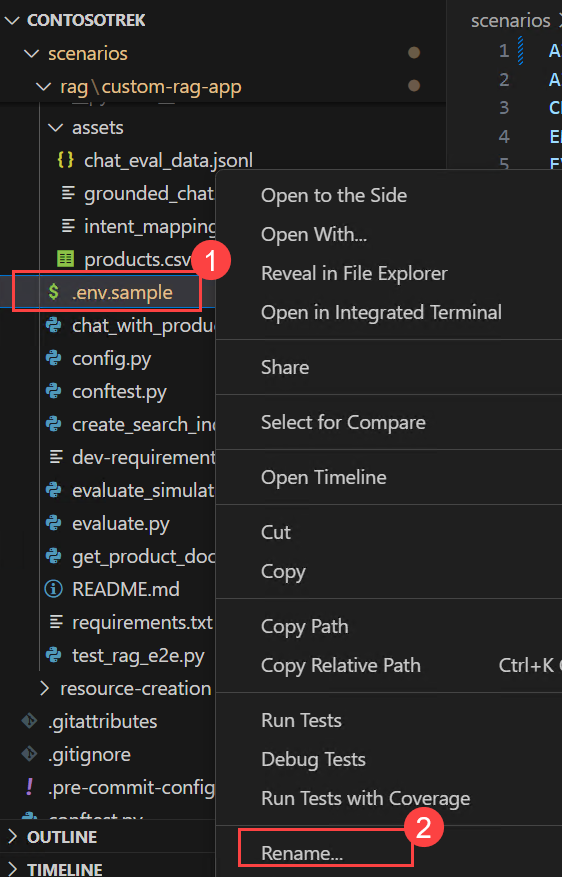 CONTOSOTREK
scenarios
rag\custom-rag-app
assets
{} chat_eval_data.jsonl
grounded_chat
intent_mapping
products.csv
1
$ .env.sample
chat_with_produ
config.py
conftest.py
create_search_in
dev-requirement
evaluate_simulat
evaluate.py
get_product_doc
README.md
requirements.txt
test_rag_e2e.py
resource-creation
.gitattributes
.gitignore
! .pre-commit-config
conftest.py
OUTLINE
TIMELINE
scenarios
1 A
2 A
3 C
4 E
5 E
Open to the Side
Open With...
Reveal in File Explorer
Open in Integrated Terminal
Share
Select for Compare
Open Timeline
Cut
Copy
Copy Path
Copy Relative Path Ctrl+K
Run Tests
Debug Tests
Run Tests with Coverage
2
Rename...